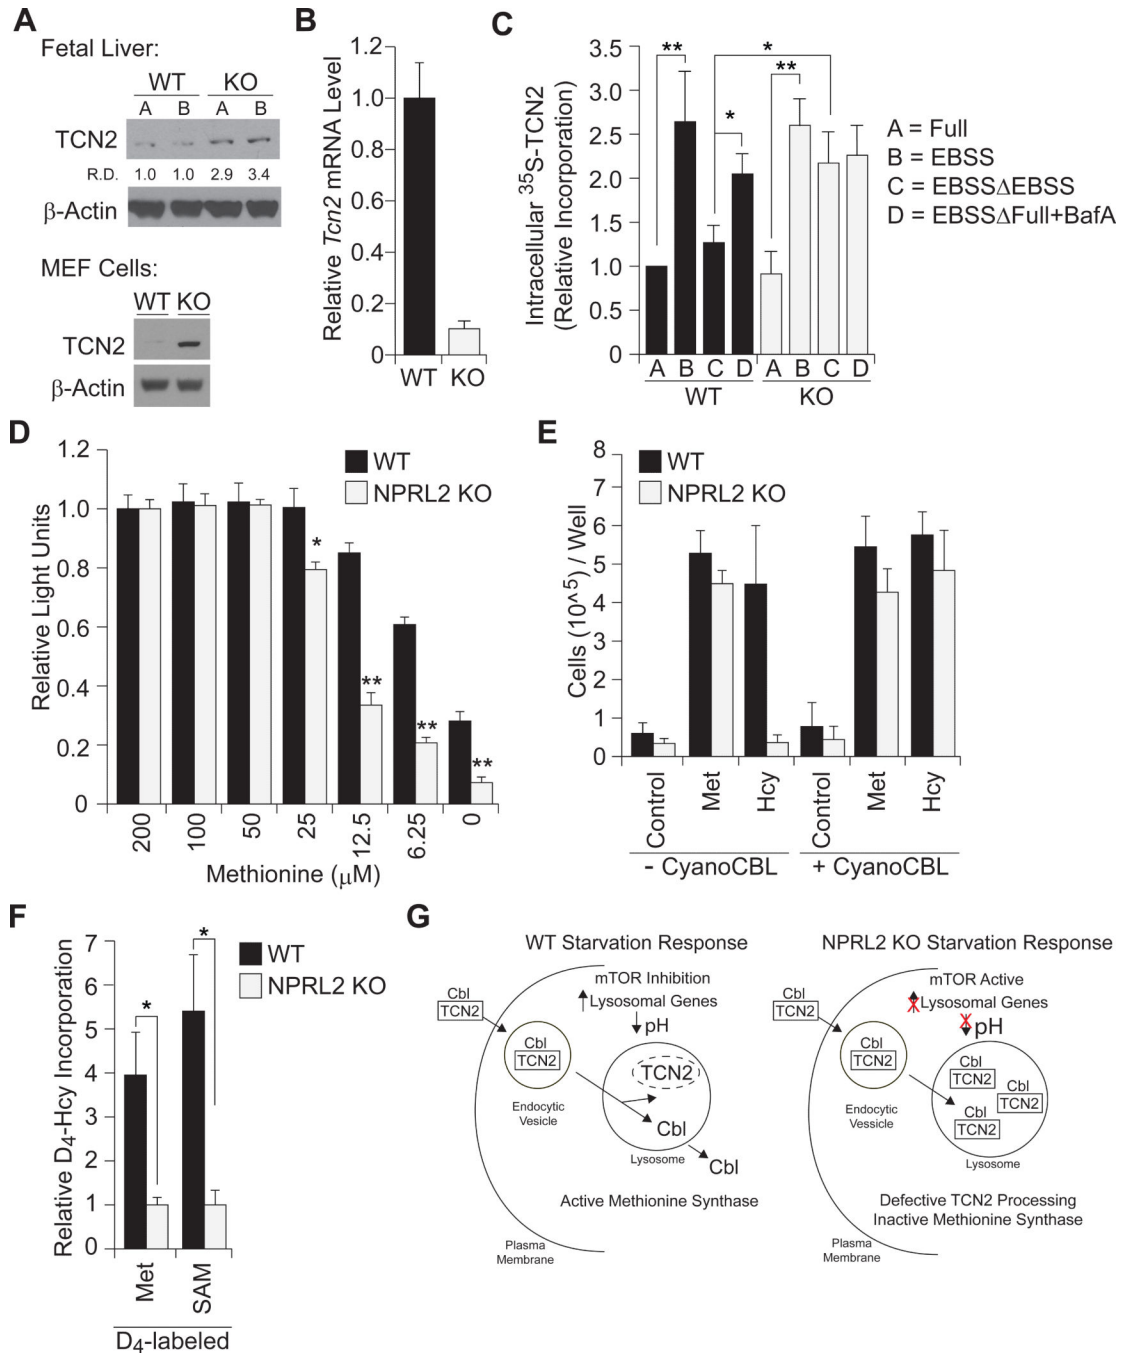 A
Fetal Liver:
WT KO
A B A B
TCN2
R.D. 1.0 1.0 2.9 3.4
β-Actin
MEF Cells:
WT KO
TCN2
β-Actin
B
Relative Tcn2 mRNA Level
1.2
1.0
0.8
0.6
0.4
0.2
0
WT KO
C
Intracellular 35S-TCN2
(Relative Incorporation)
3.5
3.0
2.5
2.0
1.5
1.0
0.5
0
** * * **
A B C D A B C D
WT KO
A = Full
B = EBSS
C = EBSSΔEBSS
D = EBSSΔFull+BafA
D
Relative Light Units
1.2
1.0
0.8
0.6
0.4
0.2
0
WT
NPRL2 KO
* ** ** **
200 100 50 25 12.5 6.25 0
Methionine (μM)
E
Cells (10^5) / Well
8
7
6
5
4
3
2
1
0
WT
NPRL2 KO
Control Met Hcy Control Met Hcy
- CyanoCBL + CyanoCBL
F
Relative D4-Hcy Incorporation
7
6
5
4
3
2
1
0
* *
WT
NPRL2 KO
Met SAM
D4-labeled
G
WT Starvation Response
mTOR Inhibition
Lysosomal Genes
pH
Cbl
TCN2
Cbl
TCN2
Endocytic
Vesicle
TCN2
Cbl
Lysosome
Cbl
Active Methionine Synthase
Plasma
Membrane
NPRL2 KO Starvation Response
mTOR Active
Lysosomal Genes
pH
Cbl
TCN2
Cbl
TCN2
Endocytic
Vessicle
Cbl
TCN2
Cbl
TCN2
Cbl
TCN2
Lysosome
Defective TCN2 Processing
Inactive Methionine Synthase
Plasma
Membrane